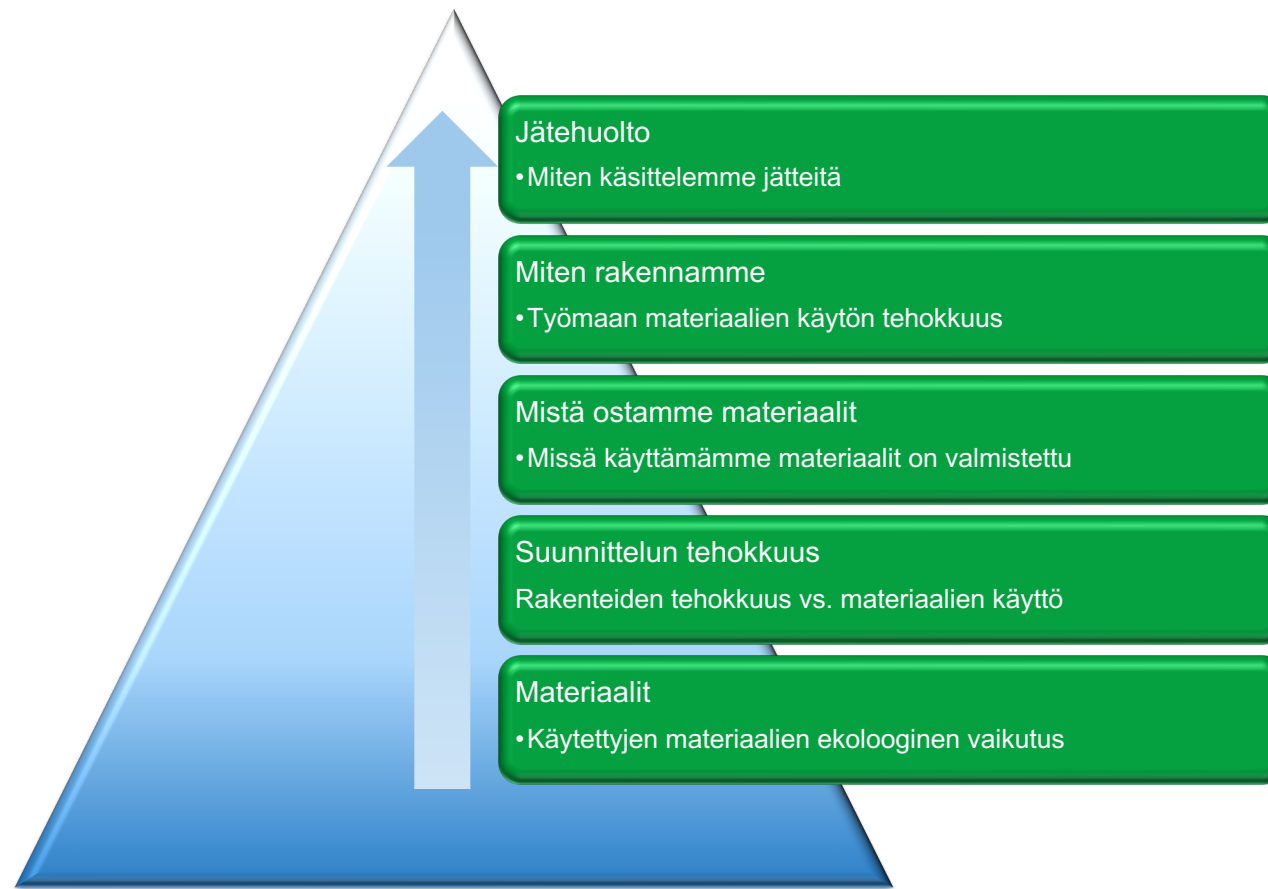 Jätehuolto
•Miten käsittelemme jätteitä
Miten rakennamme
•Työmaan materiaalien käytön tehokkuus
Mistä ostamme materiaalit
•Missä käyttämämme materiaalit on valmistettu
Suunnittelun tehokkuus
Rakenteiden tehokkuus vs. materiaalien käyttö
Materiaalit
•Käytettyjen materiaalien ekolooginen vaikutus